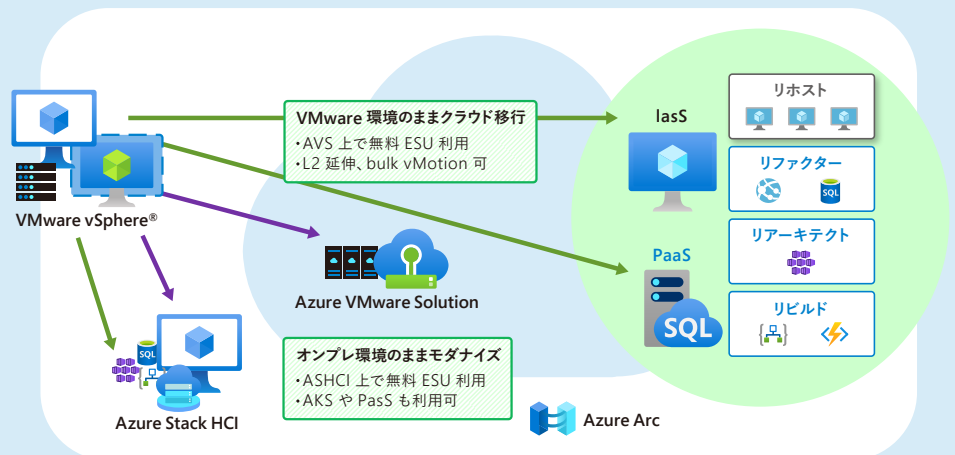 リホスト
VMware 環境のままクラウド移行
・AVS 上で無料 ESU 利用
・L2 延伸、bulk vMotion 可
IasS
リファクター
SQL
VMware vSphere®
リアーキテクト
PaaS
Azure VMware Solution
SQL
リビルド
オンプレ環境のままモダナイズ
・ASHCI 上で無料 ESU 利用
・AKS や PasS も利用可
SQL
Azure Stack HCI
Azure Arc